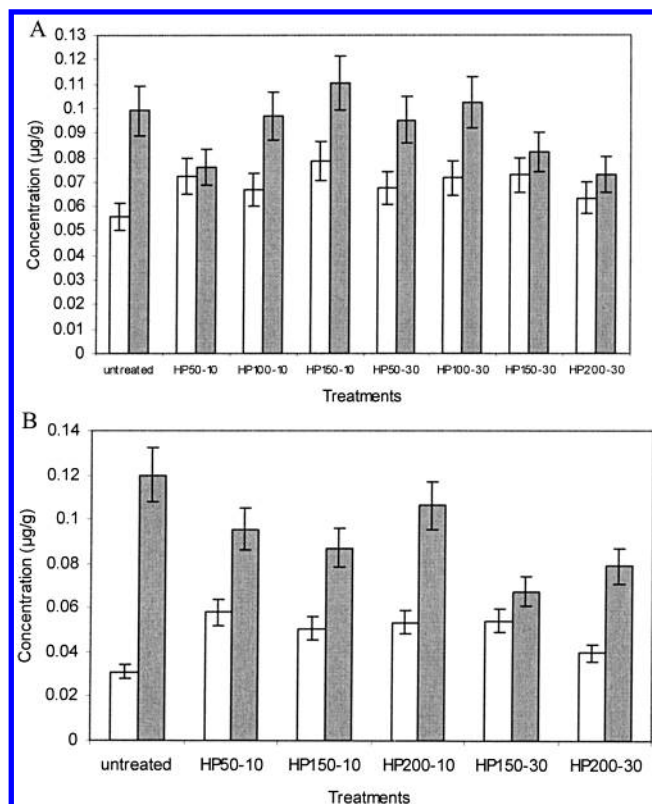 A
0.13
0.12
0.11
0.1
0.09
0.08
0.07
0.06
0.05
0.04
0.03
0.02
0.01
0
Concentration (µg/g)
untreated HP50-10 HP100-10 HP150-10 HP50-30 HP100-30 HP150-30 HP200-30
Treatments
B
0.14
0.12
0.1
0.08
0.06
0.04
0.02
0
Concentration (µg/g)
untreated HP50-10 HP150-10 HP200-10 HP150-30 HP200-30
Treatments